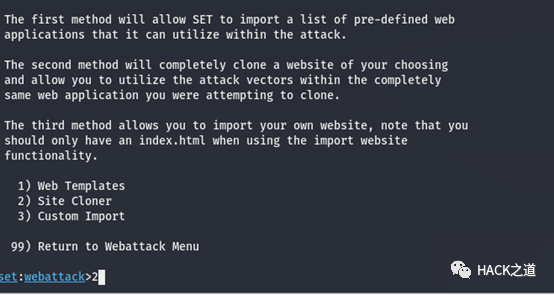 The first method will allow SET to import a list of pre-defined web
applications that it can utilize within the attack.
The second method will completely clone a website of your choosing
and allow you to utilize the attack vectors within the completely
same web application you were attempting to clone.
The third method allows you to import your own website, note that you
should only have an index.html when using the import website
functionality.
1) Web Templates
2) Site Cloner
3) Custom Import
99) Return to Webattack Menu
set:webattack>2
HACK之道